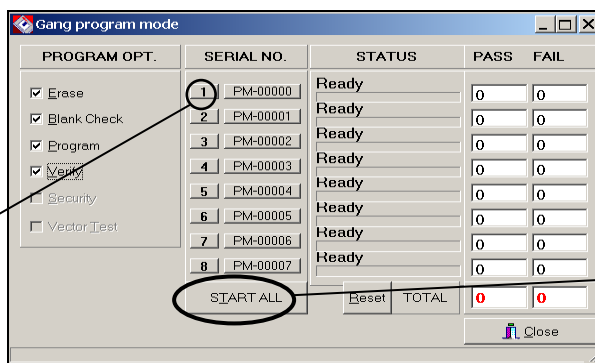 Gang program mode
PROGRAM OPT. SERIAL NO. STATUS PASS FAIL
Erase 1 PM-00000 Ready 0 0
Blank Check 2 PM-00001 Ready 0 0
Program 3 PM-00002 Ready 0 0
Verify 4 PM-00003 Ready 0 0
Security 5 PM-00004 Ready 0 0
6 PM-00005 Ready 0 0
Vector Test 7 PM-00006 Ready 0 0
8 PM-00007 Ready 0 0
START ALL Reset TOTAL 0 0
Close